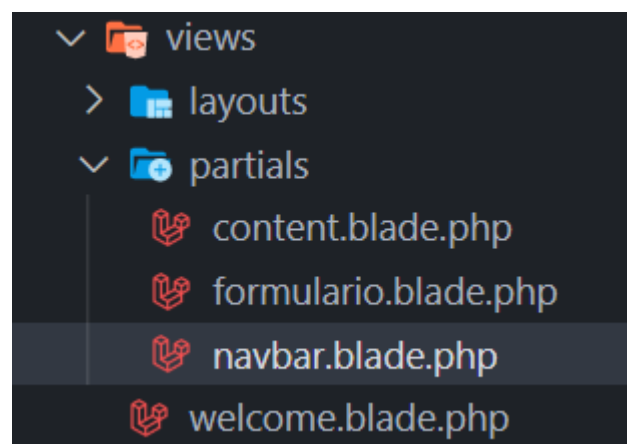 views
layouts
partials
content.blade.php
formulario.blade.php
navbar.blade.php
welcome.blade.php